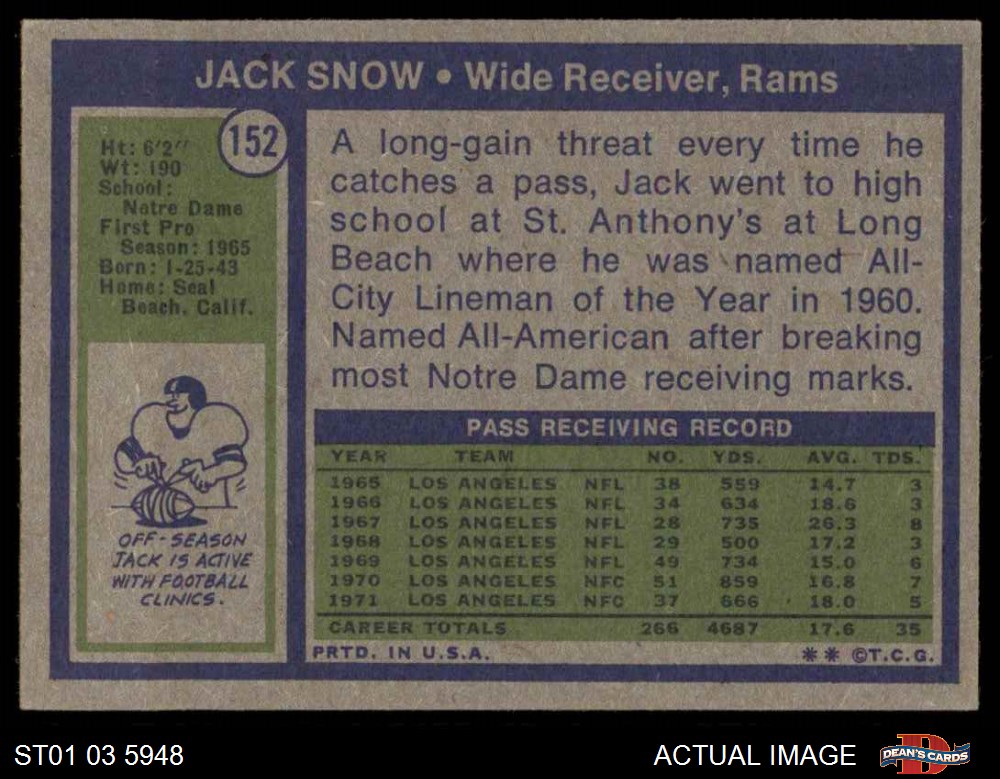 JACK SNOW • Wide Receiver, Rams
152
Ht: 6'2"
Wt: 190
School:
Notre Dame
First Pro
Season: 1965
Born: 1-25-43
Home: Seal
Beach, Calif.
OFF-SEASON
JACK IS ACTIVE
WITH FOOTBALL
CLINICS.
A long-gain threat every time he
catches a pass, Jack went to high
school at St. Anthony's at Long
Beach where he was named All-
City Lineman of the Year in 1960.
Named All-American after breaking
most Notre Dame receiving marks.
PASS RECEIVING RECORD
YEAR TEAM NO. YDS. AVG. TDS.
1965 LOS ANGELES NFL 38 559 14.7 3
1966 LOS ANGELES NFL 34 634 18.6 3
1967 LOS ANGELES NFL 28 735 26.3 8
1968 LOS ANGELES NFL 29 500 17.2 3
1969 LOS ANGELES NFL 49 734 15.0 6
1970 LOS ANGELES NFC 51 859 16.8 7
1971 LOS ANGELES NFC 37 666 18.0 5
CAREER TOTALS 266 4687 17.6 35
PRTD. IN U.S.A. ** ©T.C.G.
ST01 03 5948
ACTUAL IMAGE
D
DEAN'S CARDS